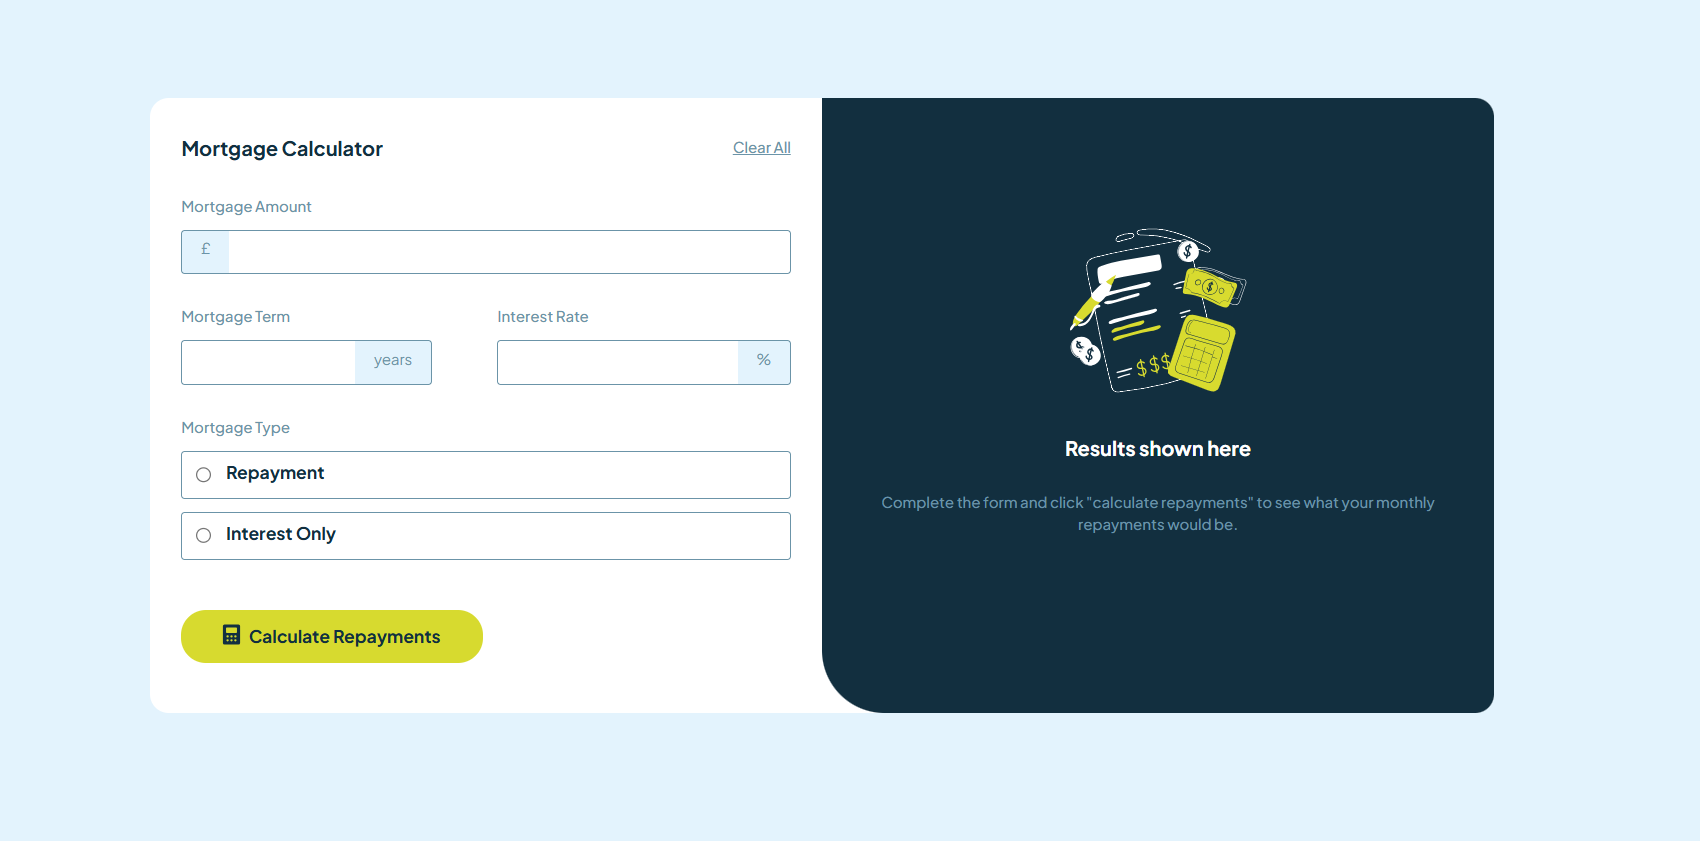 Mortgage Calculator
Clear All
Mortgage Amount
£
Mortgage Term
Interest Rate
years
%
Mortgage Type
Repayment
Interest Only
Calculate Repayments
$
$
$
$
$$$
Results shown here
Complete the form and click "calculate repayments" to see what your monthly
repayments would be.